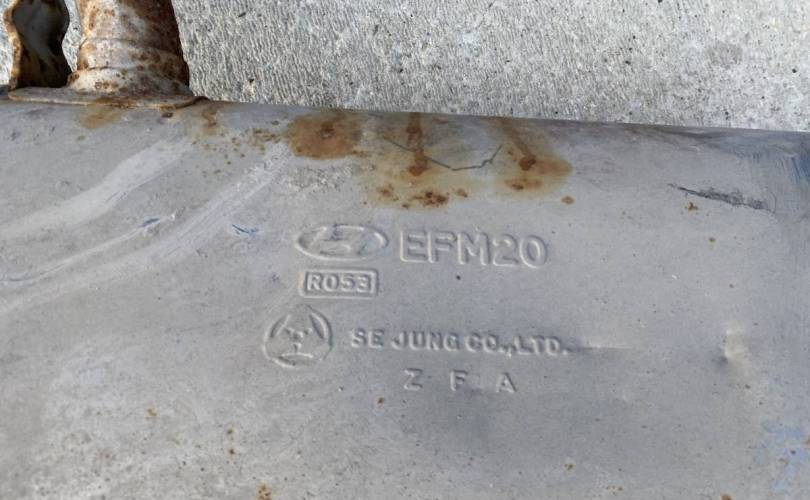 EFM20
R053
SE JUNG CO.,LTD.
Z F A